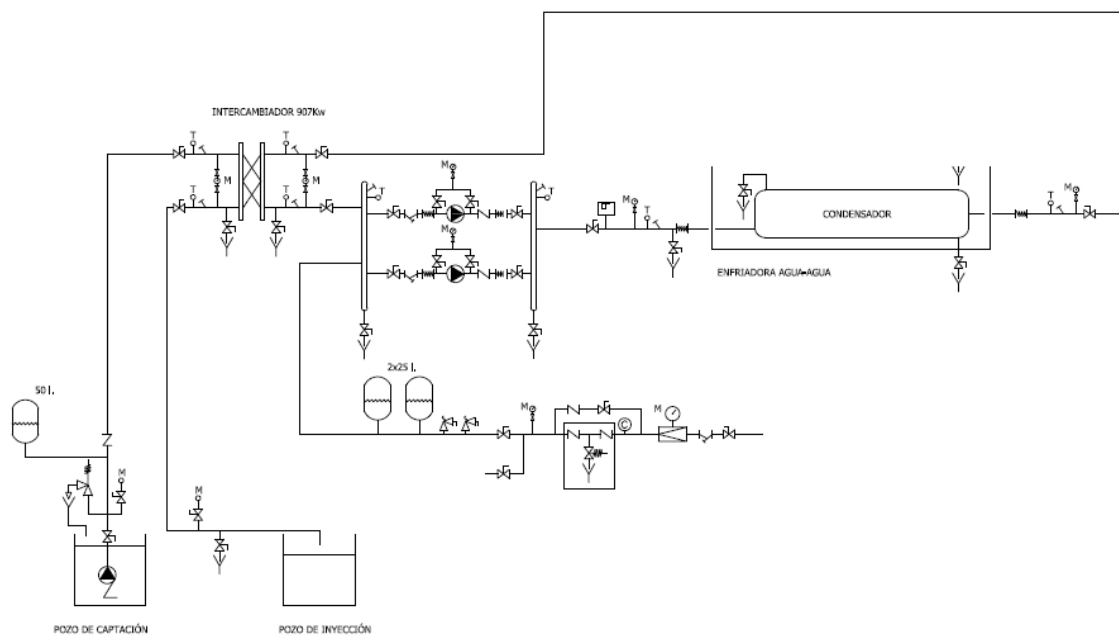 INTERCAMBIADOR 907Kw
T
T
M
M
T
T
T
M
M
M
T
CONDENSADOR
T
M
ENFRIADORA AGUA-AGUA
50 l.
2x25 l.
M
C
M
M
M
POZO DE CAPTACIÓN
POZO DE INYECCIÓN